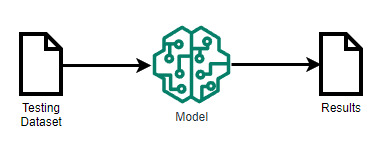 Testing
Dataset
Model
Results